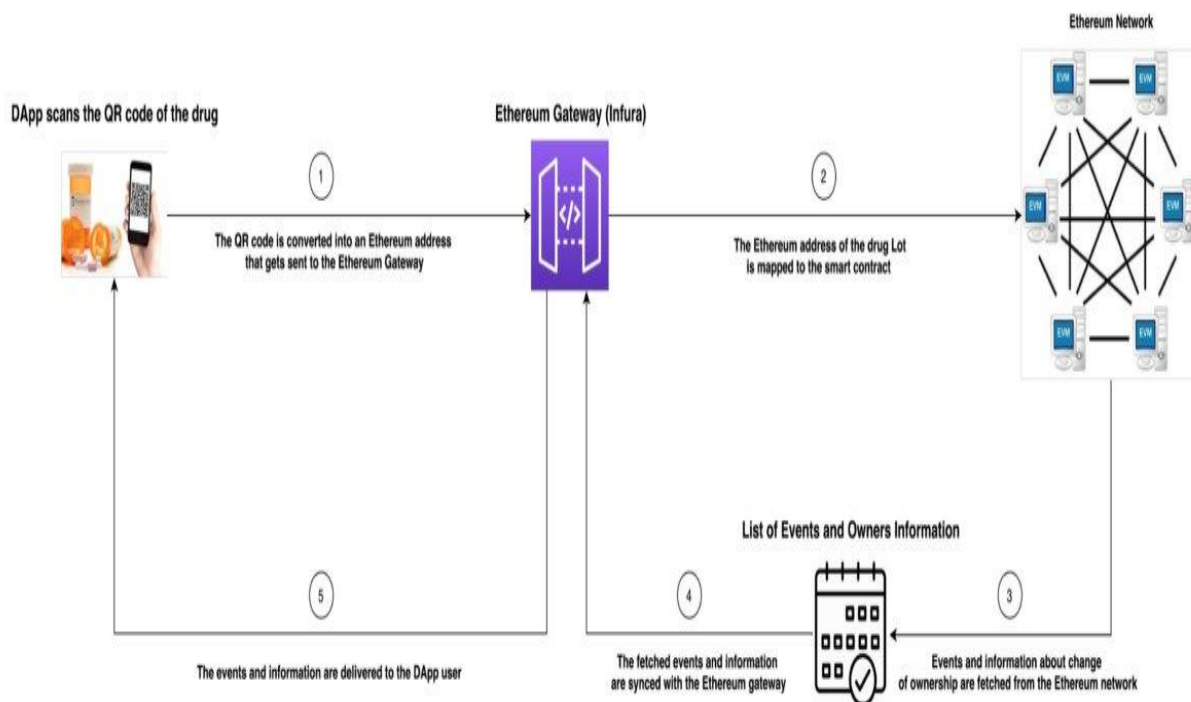 Ethereum Network
EVM
EVM
DApp scans the QR code of the drug
Ethereum Gateway (Infura)
1
2
</>
EVM
EVM
The QR code is converted into an Ethereum address
that gets sent to the Ethereum Gateway
The Ethereum address of the drug Lot
is mapped to the smart contract
EVM
EVM
List of Events and Owners Information
5
4
3
The events and information are delivered to the DApp user
The fetched events and information
are synced with the Ethereum gateway
Events and information about change
of ownership are fetched from the Ethereum network